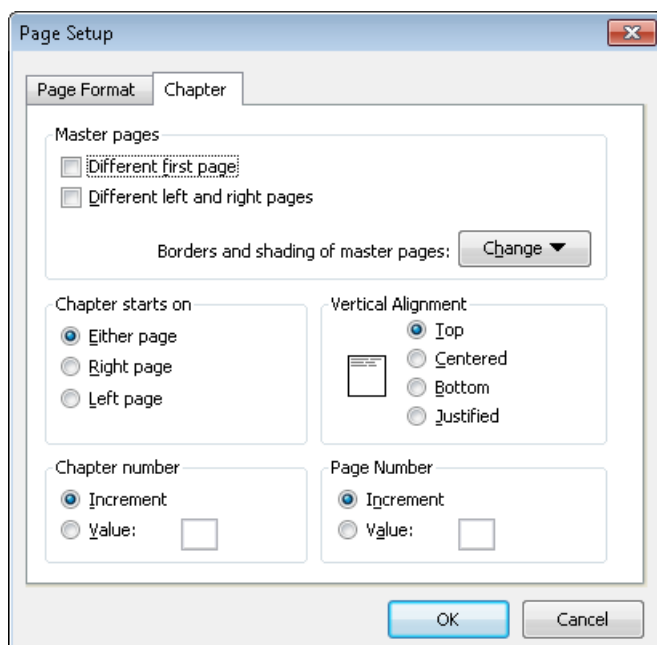 Page Setup
Page Format
Chapter
Master pages
Different first page
Different left and right pages
Borders and shading of master pages:
Change
Chapter starts on
Either page
Right page
Left page
Vertical Alignment
Top
Centered
Bottom
Justified
Chapter number
Increment
Value:
Page Number
Increment
Value:
OK
Cancel